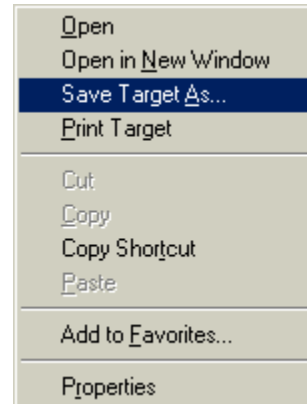 Open
Open in New Window
Save Target As...
Print Target
Cut
Copy
Copy Shortcut
Paste
Add to Favorites...
Properties